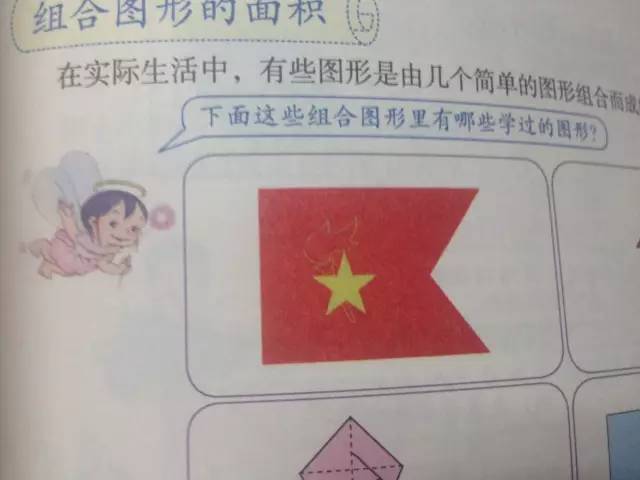 组合图形的面积
在实际生活中，有些图形是由几个简单的图形组合而成
下面这些组合图形里有哪些学过的图形?